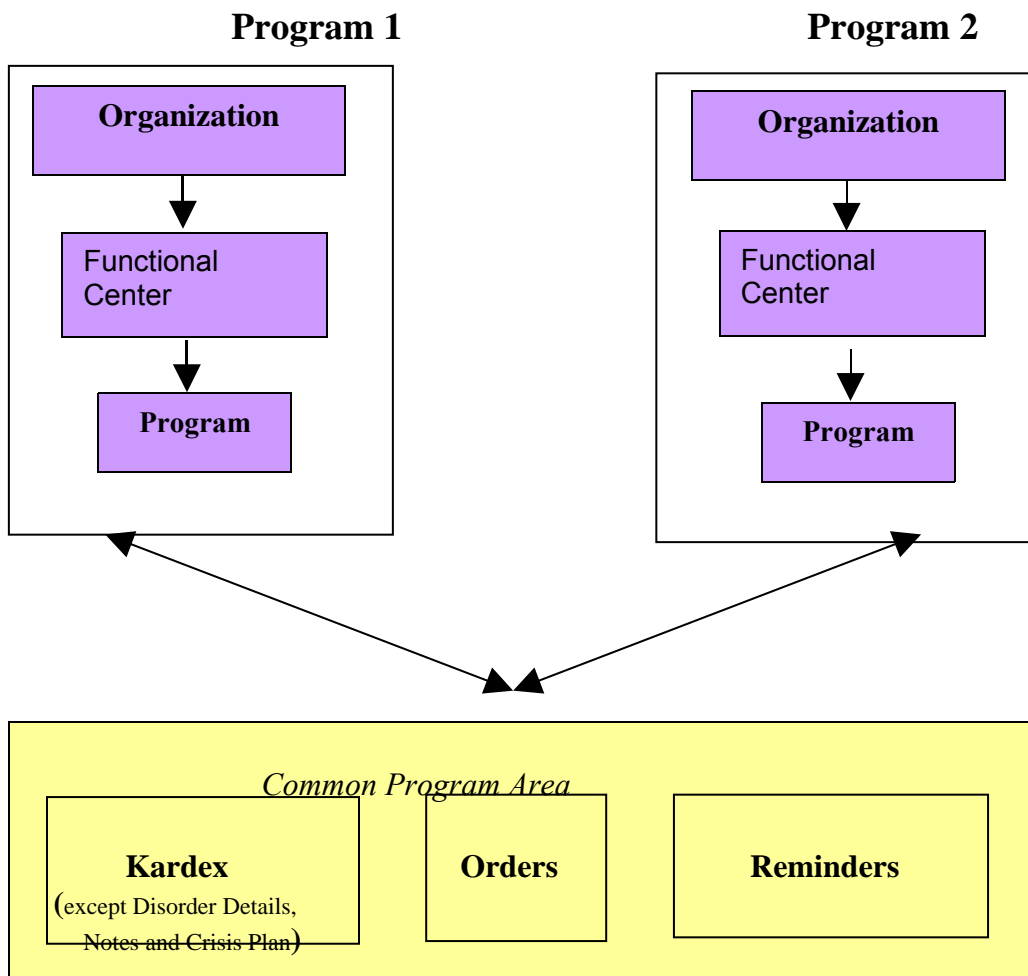 Program 1
Program 2
Organization
Functional
Center
Program
Organization
Functional
Center
Program
Common Program Area
Kardex
(except Disorder Details,
Notes and Crisis Plan)
Orders
Reminders